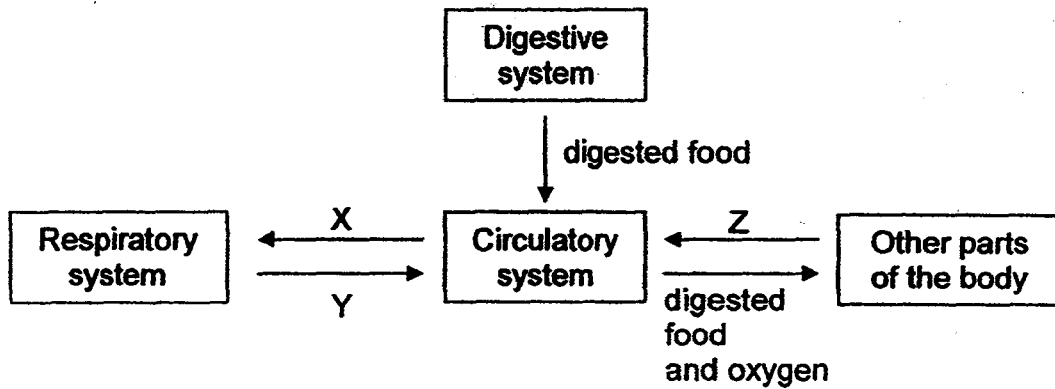 Digestive
system
digested food
Respiratory
system
X
Y
Circulatory
system
Z
digested
food
and oxygen
Other parts
of the body